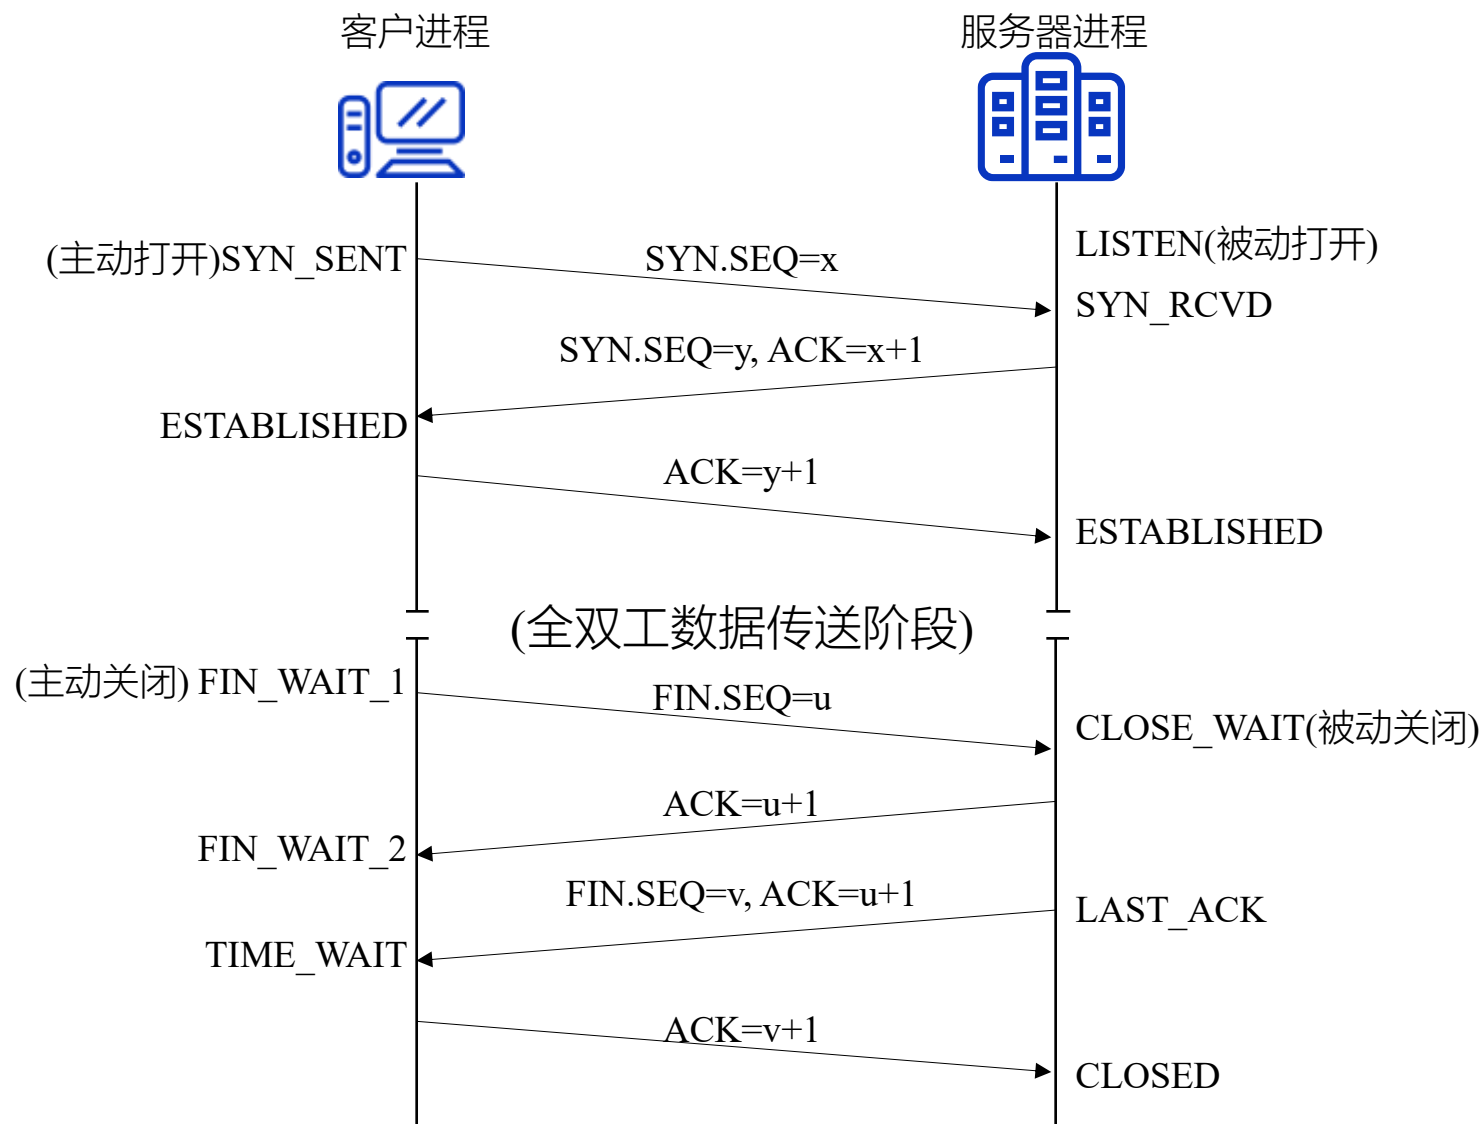 客户进程
服务器进程
(主动打开)SYN_SENT
SYN.SEQ=x
LISTEN(被动打开)
SYN_RCVD
SYN.SEQ=y, ACK=x+1
ESTABLISHED
ACK=y+1
ESTABLISHED
(全双工数据传送阶段)
(主动关闭) FIN_WAIT_1
FIN.SEQ=u
CLOSE_WAIT(被动关闭)
ACK=u+1
FIN_WAIT_2
FIN.SEQ=v, ACK=u+1
LAST_ACK
TIME_WAIT
ACK=v+1
CLOSED